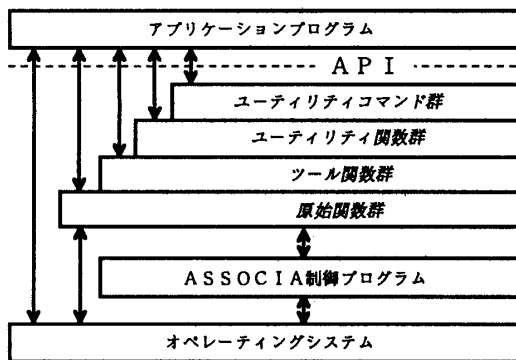 アプリケーションプログラム
ＡＰＩ
ユーティリティコマンド群
ユーティリティ関数群
ツール関数群
原始関数群
ＡＳＳＯＣＩＡ制御プログラム
オペレーティングシステム